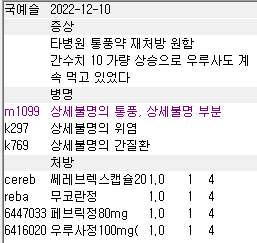 국예슬 2022-12-10
증상
타병원 통풍약 재처방 원함
간수치 10 가량 상승으로 우루사도 계
속 먹고 있었다
병명
m1099 상세불명의 통풍, 상세불명 부분
k297 상세불명의 위염
k769 상세불명의 간질환
처방
cereb 쎄레브렉스캡슐20 1.0 1 4
reba 무코란정 1.0 1 4
6447033 페브릭정80mg 1.0 1 4
6416020 우루사정100mg( 1.0 1 4